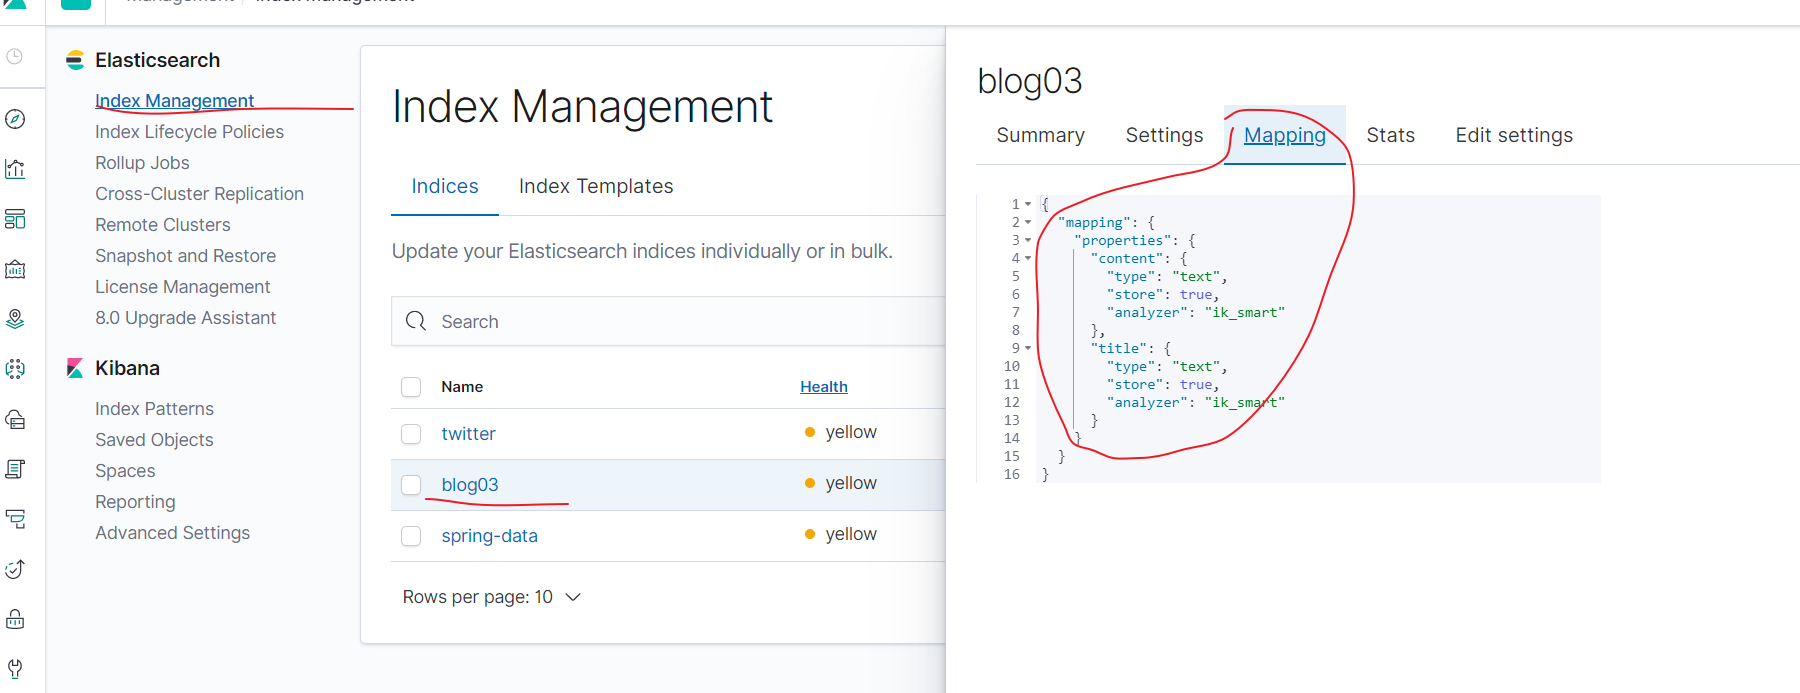 Elasticsearch
Index Management
Index Lifecycle Policies
Rollup Jobs
Cross-Cluster Replication
Remote Clusters
Snapshot and Restore
License Management
8.0 Upgrade Assistant
Kibana
Index Patterns
Saved Objects
Spaces
Reporting
Advanced Settings
Index Management
Indices Index Templates
Update your Elasticsearch indices individually or in bulk.
Search
Name Health
twitter yellow
blog03 yellow
spring-data yellow
Rows per page: 10
blog03
Summary Settings Mapping Stats Edit settings
1 {
2 "mapping": {
3 "properties": {
4 "content": {
5 "type": "text",
6 "store": true,
7 "analyzer": "ik_smart"
8 },
9 "title": {
10 "type": "text",
11 "store": true,
12 "analyzer": "ik_smart"
13 }
14 }
15 }
16 }